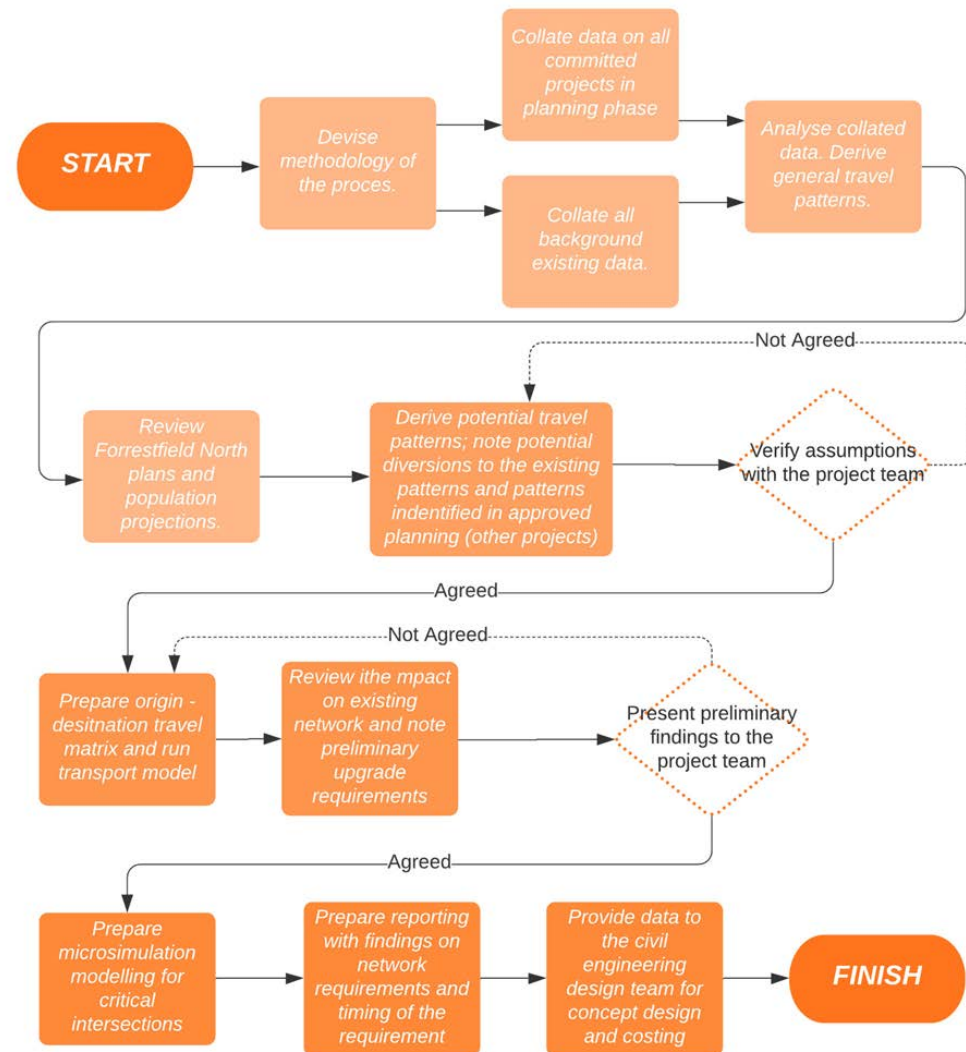 START
Devise
methodology of
the proces.
Collate data on all
committed
projects in
planning phase
Collate all
background
existing data.
Analyse collated
data. Derive
general travel
patterns.
Review
Forrestfield North
plans and
population
projections.
Derive potential travel
patterns; note potential
diversions to the existing
patterns and patterns
indentified in approved
planning (other projects)
Not Agreed
Verify assumptions
with the project team
Agreed
Prepare origin -
desitnation travel
matrix and run
transport model
Not Agreed
Review ithe mpact
on existing
network and note
preliminary
upgrade
requirements
Present preliminary
findings to the
project team
Agreed
Prepare
microsimulation
modelling for
critical
intersections
Prepare reporting
with findings on
network
requirements and
timing of the
requirement
Provide data to
the civil
engineering
design team for
concept design
and costing
FINISH